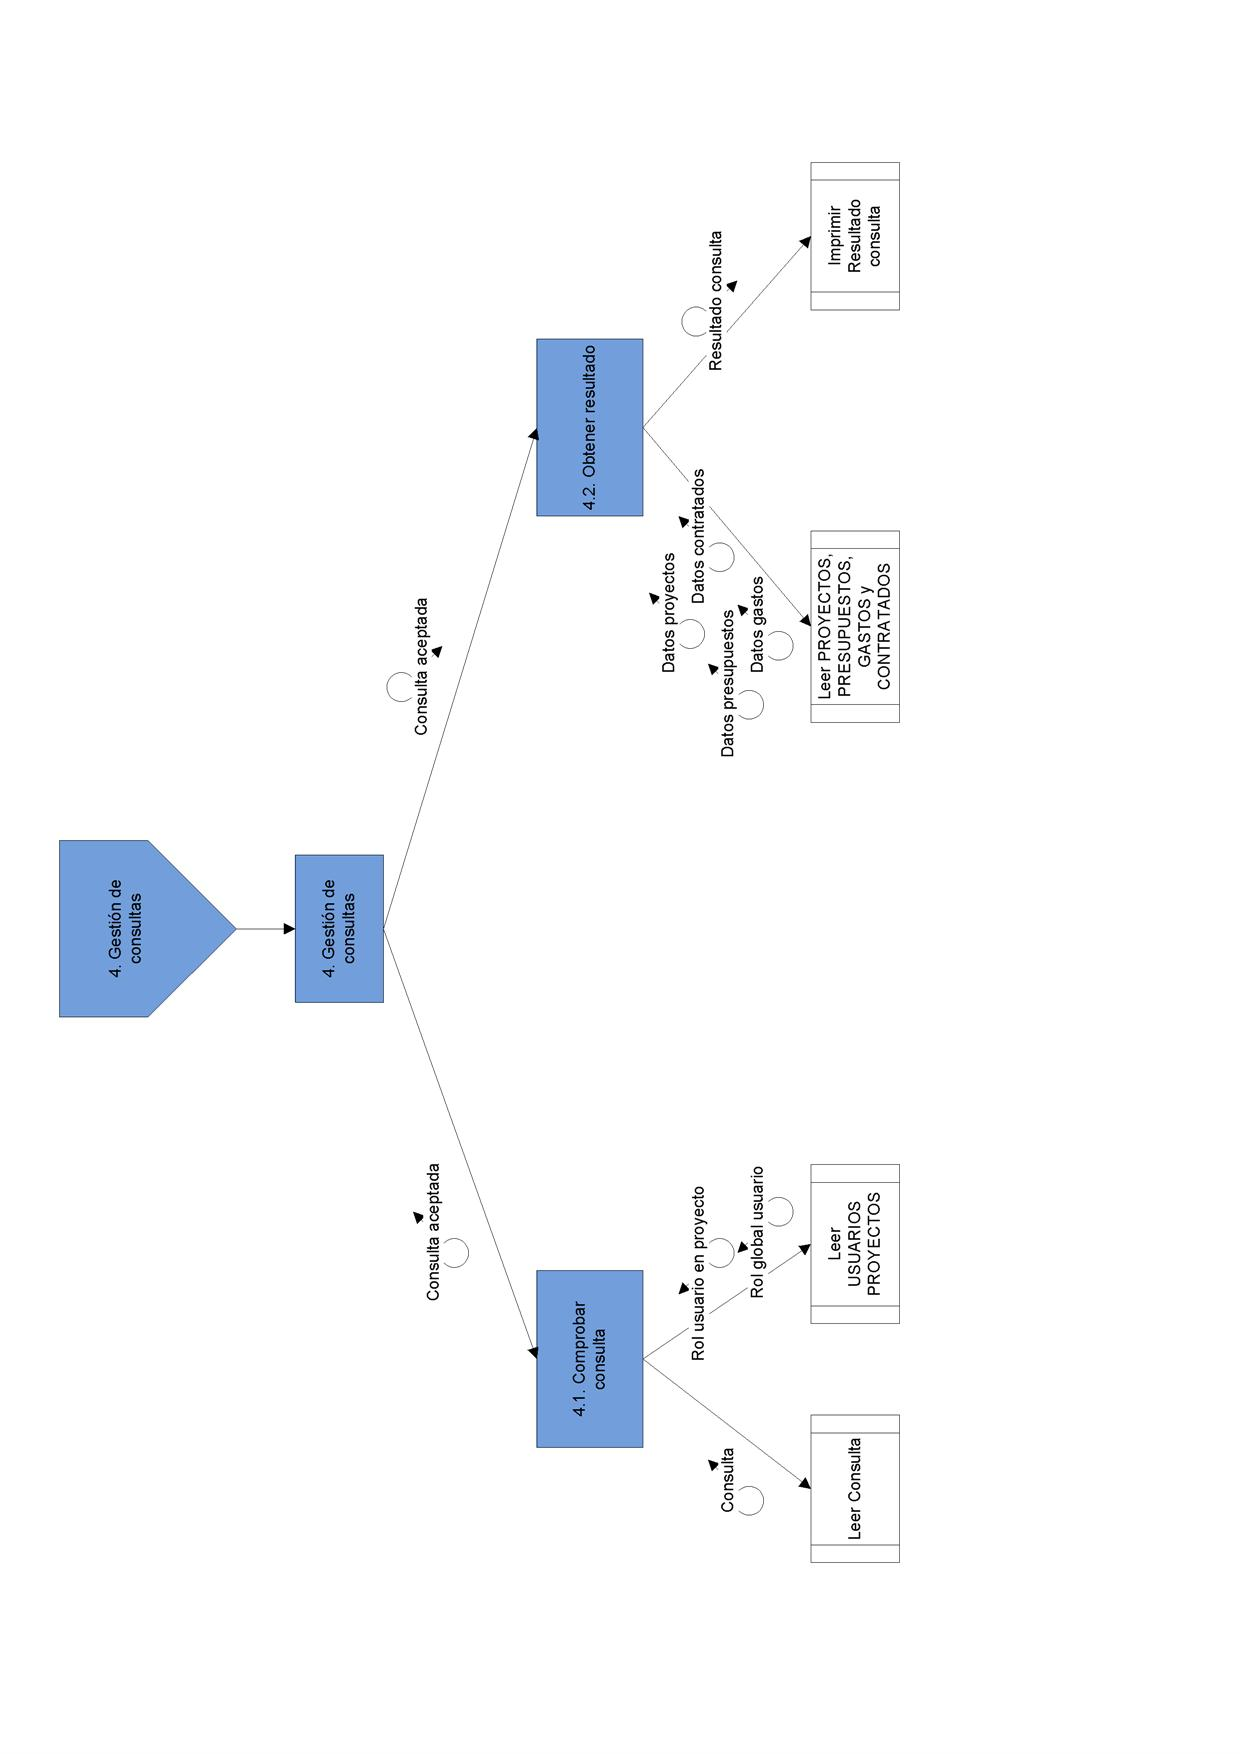 4. Gestión de
consultas
4. Gestión de
consultas
Consulta aceptada
Consulta aceptada
4.1. Comprobar
consulta
4.2. Obtener resultado
Consulta
Rol usuario en proyecto
Rol global usuario
Datos proyectos
Datos contratados
Datos presupuestos
Datos gastos
Resultado consulta
Leer Consulta
Leer
USUARIOS
PROYECTOS
Leer PROYECTOS,
PRESUPUESTOS,
GASTOS y
CONTRATADOS
Imprimir
Resultado
consulta